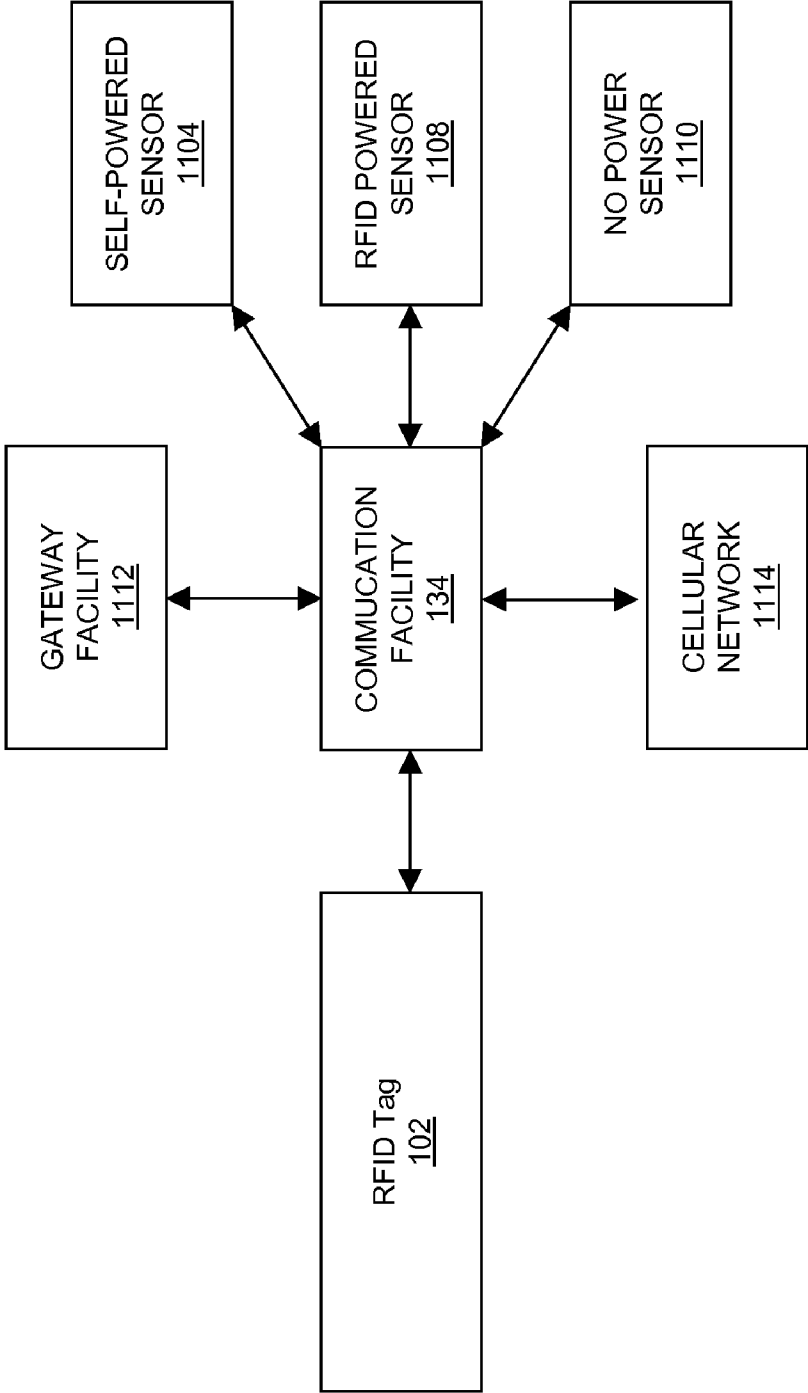 SELF-POWERED
SENSOR
1104
RFID POWERED
SENSOR
1108
NO POWER
SENSOR
1110
GATEWAY
FACILITY
1112
COMMUCATION
FACILITY
134
CELLULAR
NETWORK
1114
RFID Tag
102